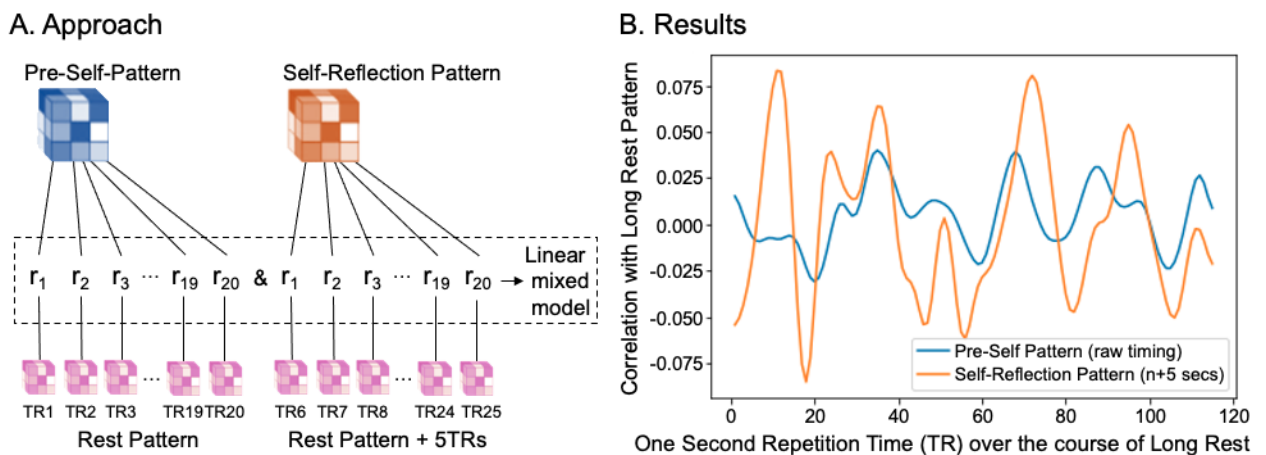 A. Approach
Pre-Self-Pattern
Self-Reflection Pattern
r1 r2 r3 ... r19 r20 & r1 r2 r3 ... r19 r20 → Linear mixed model
TR1 TR2 TR3 ... TR19 TR20
TR6 TR7 TR8 ... TR24 TR25
Rest Pattern
Rest Pattern + 5TRs
B. Results
Correlation with Long Rest Pattern
0.075
0.050
0.025
0.000
-0.025
-0.050
-0.075
Pre-Self Pattern (raw timing)
Self-Reflection Pattern (n+5 secs)
0 20 40 60 80 100 120
One Second Repetition Time (TR) over the course of Long Rest